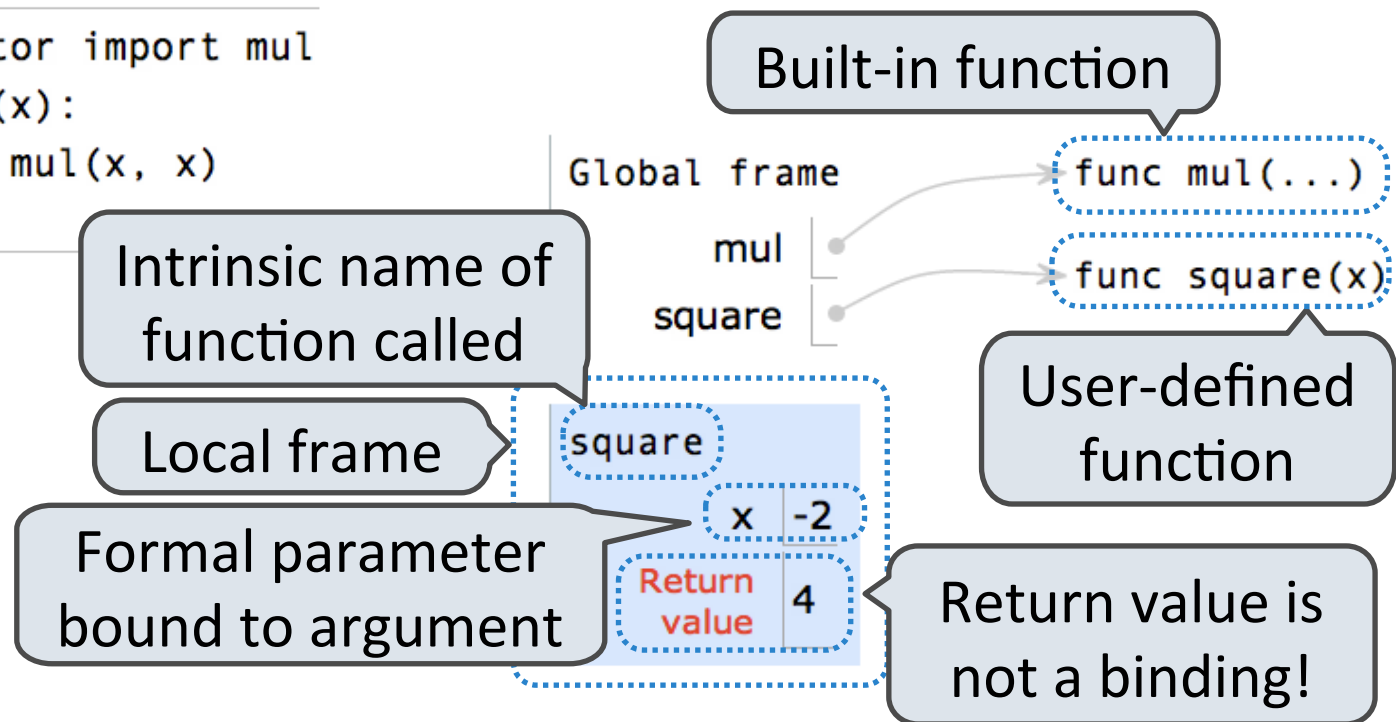 tor import mul
(x):
mul(x, x)
Built-in function
Global frame
func mul(...)
mul
func square(x)
square
Intrinsic name of
function called
User-defined
function
Local frame
square
x -2
Formal parameter
bound to argument
Return
value
4
Return value is
not a binding!